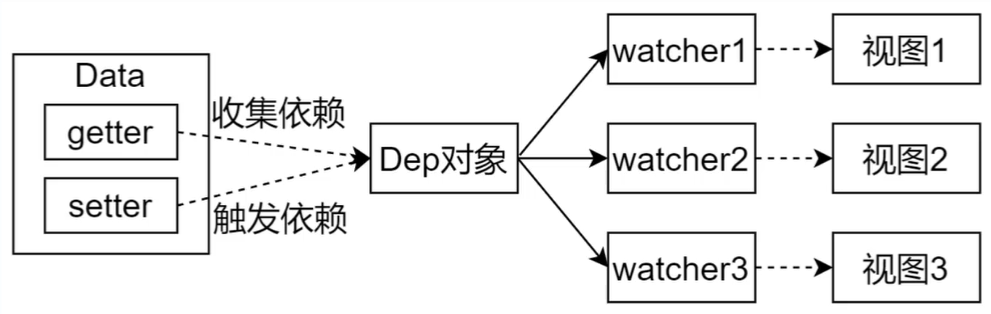 Data
getter
setter
收集依赖
触发依赖
Dep对象
watcher1
视图1
watcher2
视图2
watcher3
视图3